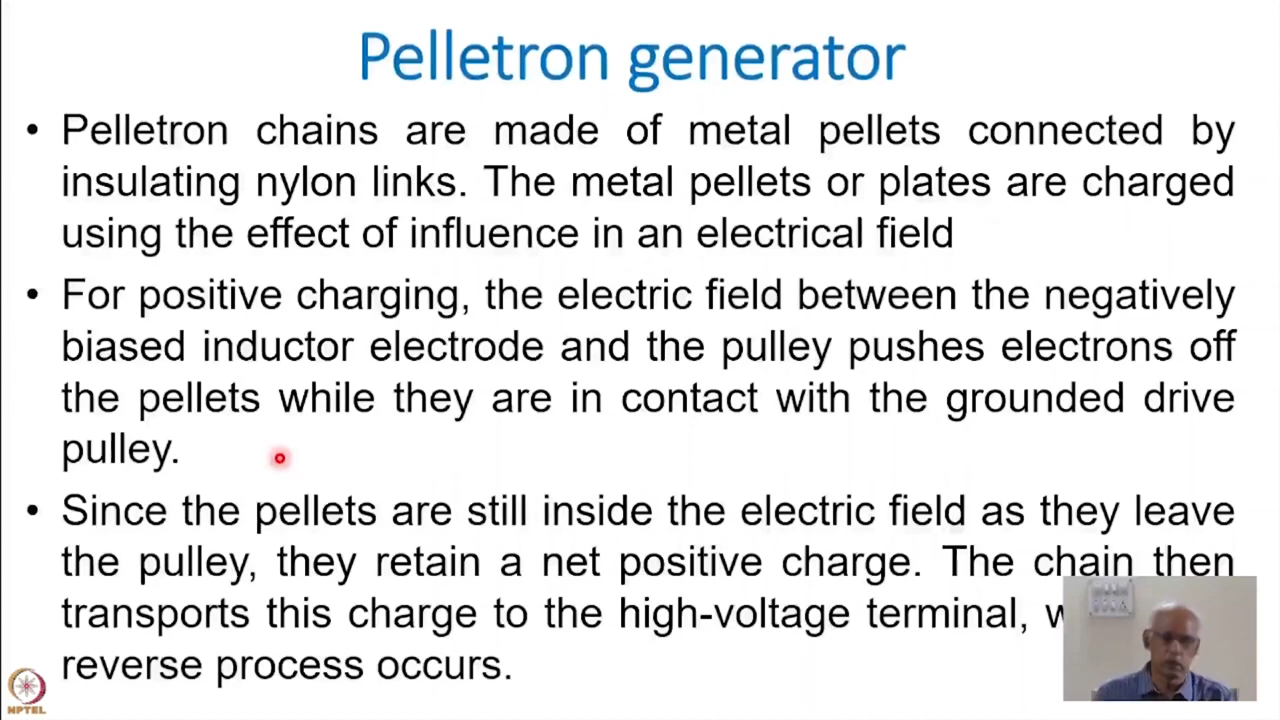 Pelletron generator
• Pelletron chains are made of metal pellets connected by
insulating nylon links. The metal pellets or plates are charged
using the effect of influence in an electrical field
• For positive charging, the electric field between the negatively
biased inductor electrode and the pulley pushes electrons off
the pellets while they are in contact with the grounded drive
pulley.
• Since the pellets are still inside the electric field as they leave
the pulley, they retain a net positive charge. The chain then
transports this charge to the high-voltage terminal,
reverse process occurs.
NPTEL